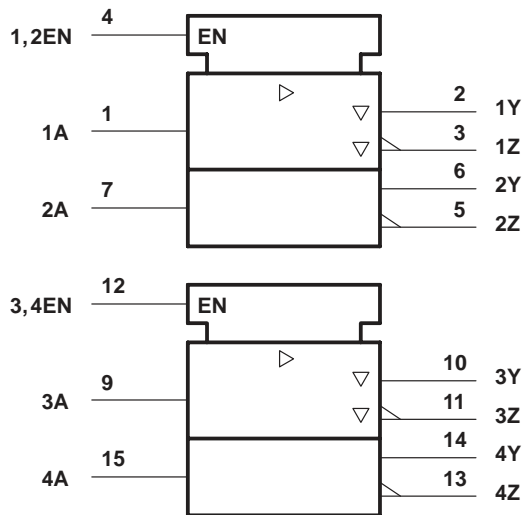 4
1,2EN EN
1 2 1Y
1A 3 1Z
7 6 2Y
2A 5 2Z
12
3,4EN EN
9 10 3Y
3A 11 3Z
15 14 4Y
4A 13 4Z